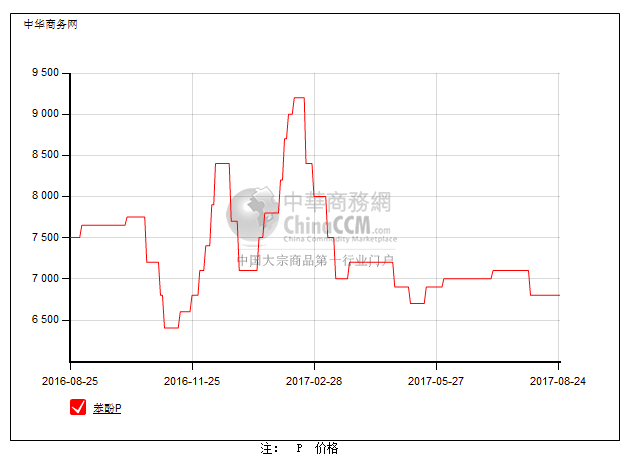 中华商务网
9 500
9 000
8 500
8 000
7 500
7 000
6 500
中華商務網
ChinaCCM.com
China Commodity Marketplace
中国大宗商品第一行业门户
2016-08-25 2016-11-25 2017-02-28 2017-05-27 2017-08-24
苯酚P
注： P 价格